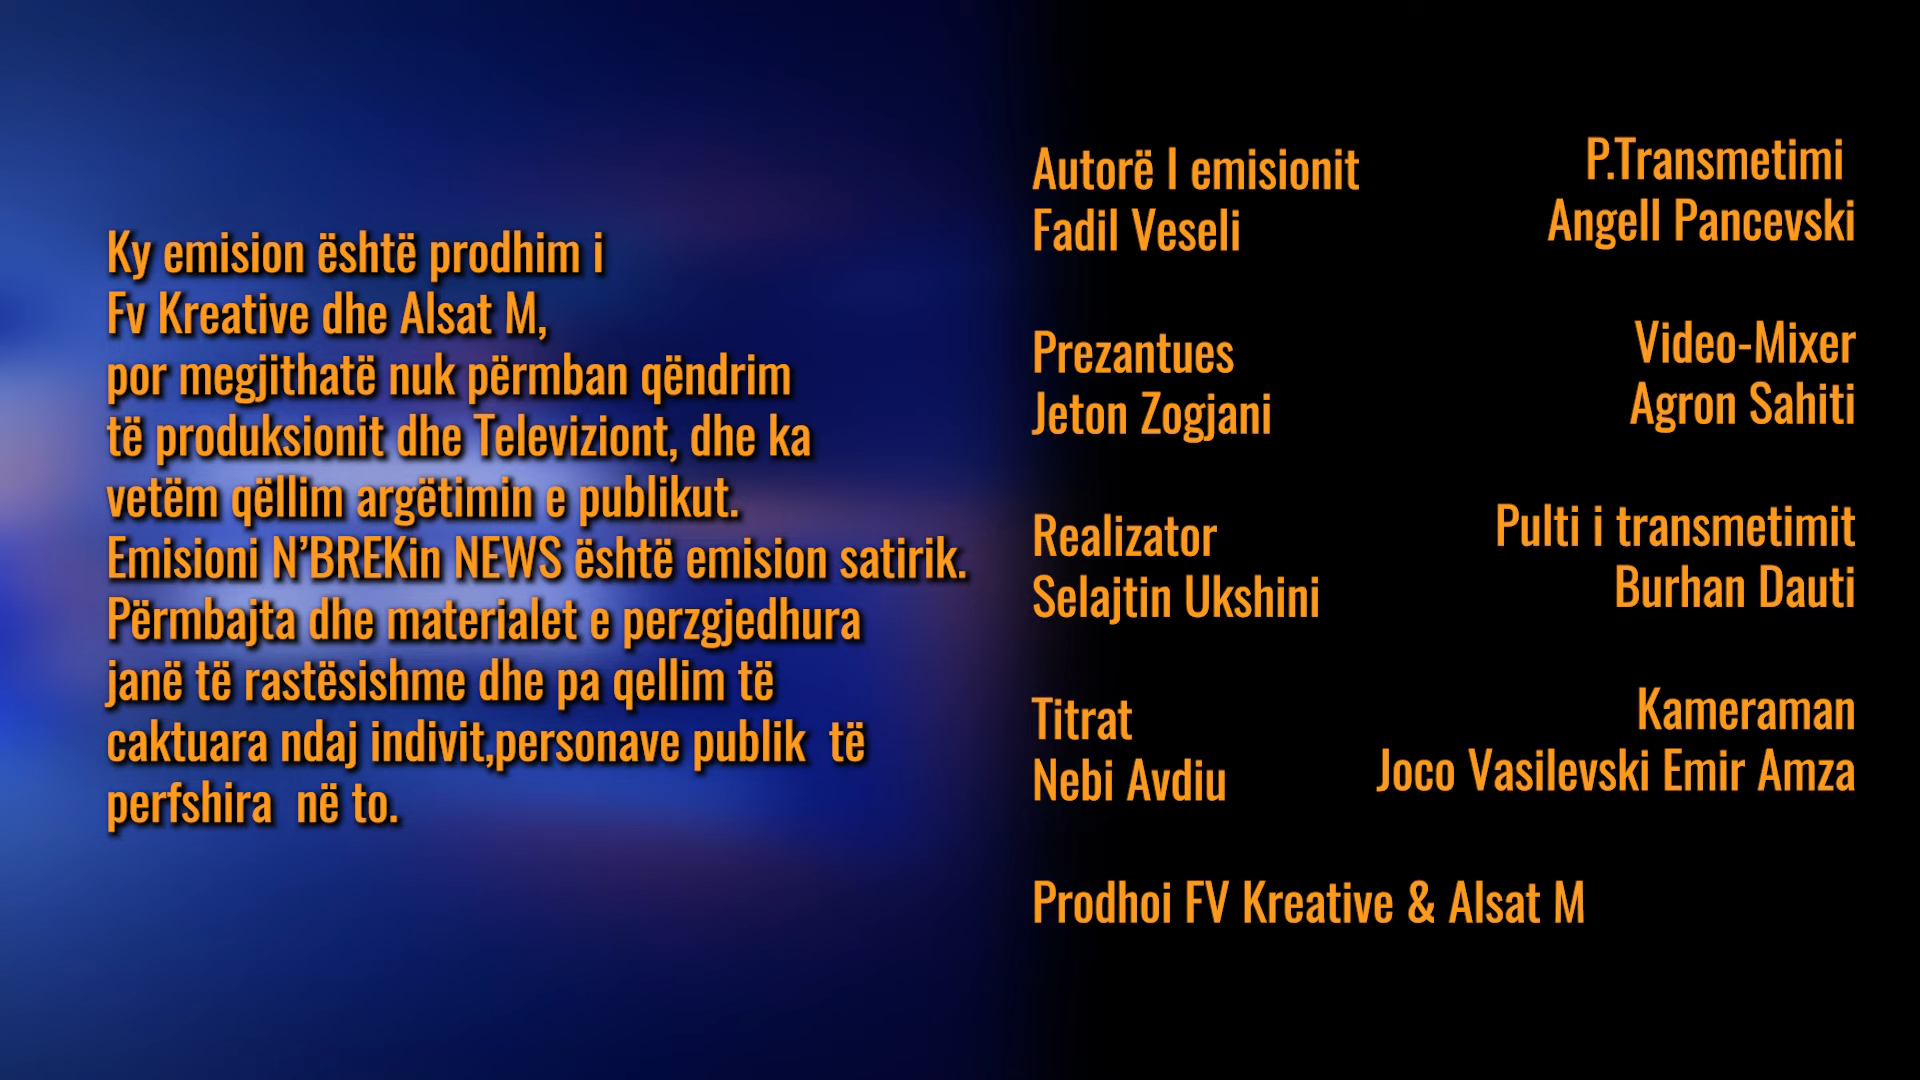 Ky emision është prodhim i
Fv Kreative dhe Alsat M,
por megjithatë nuk përmban qëndrim
të produksionit dhe Televiziont, dhe ka
vetëm qëllim argëtimin e publikut.
Emisioni N’BREKin NEWS është emision satirik.
Përmbajta dhe materialet e perzgjedhura
janë të rastësishme dhe pa qellim të
caktuara ndaj indivit,personave publik  të
perfshira  në to.
Autorë I emisionit
Fadil Veseli
Prezantues
Jeton Zogjani
Realizator
Selajtin Ukshini
Titrat
Nebi Avdiu
P.Transmetimi
Angell Pancevski
Video-Mixer
Agron Sahiti
Pulti i transmetimit
Burhan Dauti
Kameraman
Joco Vasilevski Emir Amza
Prodhoi FV Kreative & Alsat M